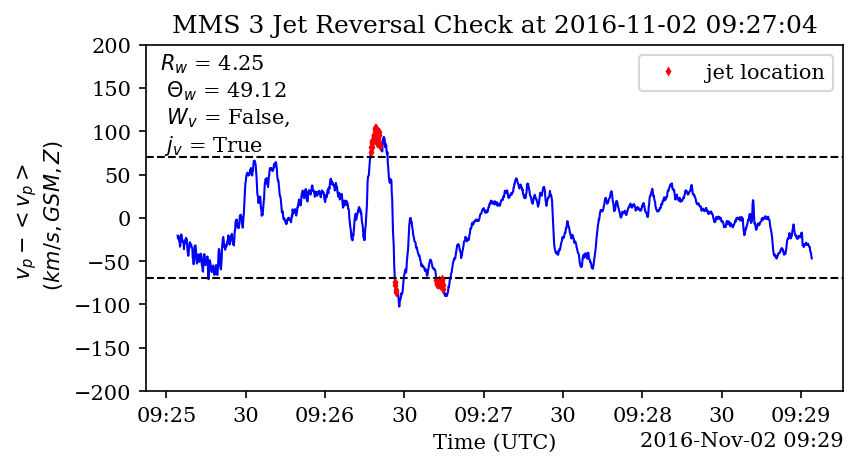 MMS 3 Jet Reversal Check at 2016-11-02 09:27:04
200
150
100
50
0
−50
−100
−150
−200
v_p − <v_p>
(km/s, GSM, Z)
R_w = 4.25
Θ_w = 49.12
W_v = False,
j_v = True
jet location
09:25 30 09:26 30 09:27 30 09:28 30 09:29
Time (UTC)
2016-Nov-02 09:29